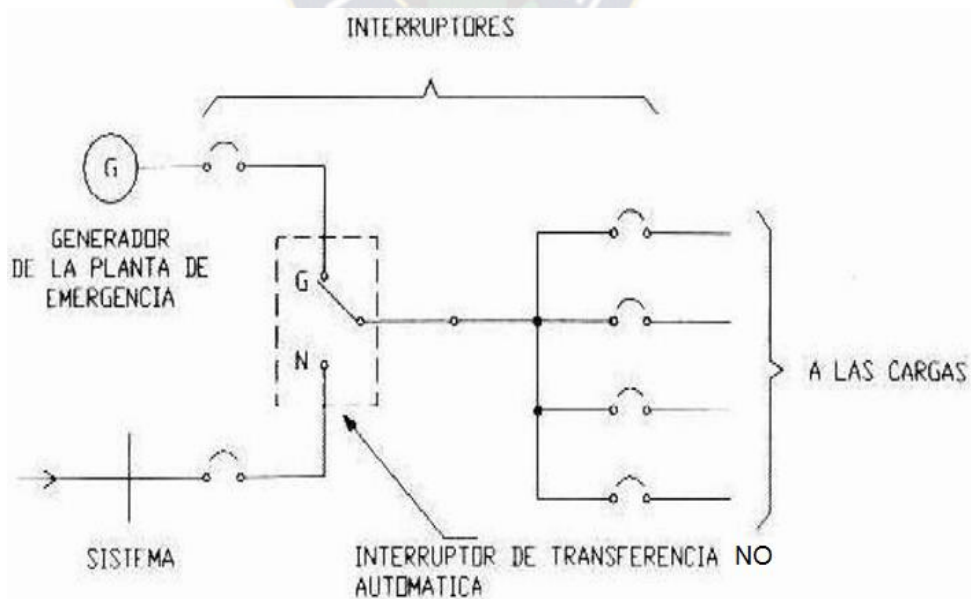 INTERRUPTORES
G
GENERADOR
DE LA PLANTA DE
EMERGENCIA
G
N
A LAS CARGAS
SISTEMA
INTERRUPTOR DE TRANSFERENCIA NO
AUTOMATICA